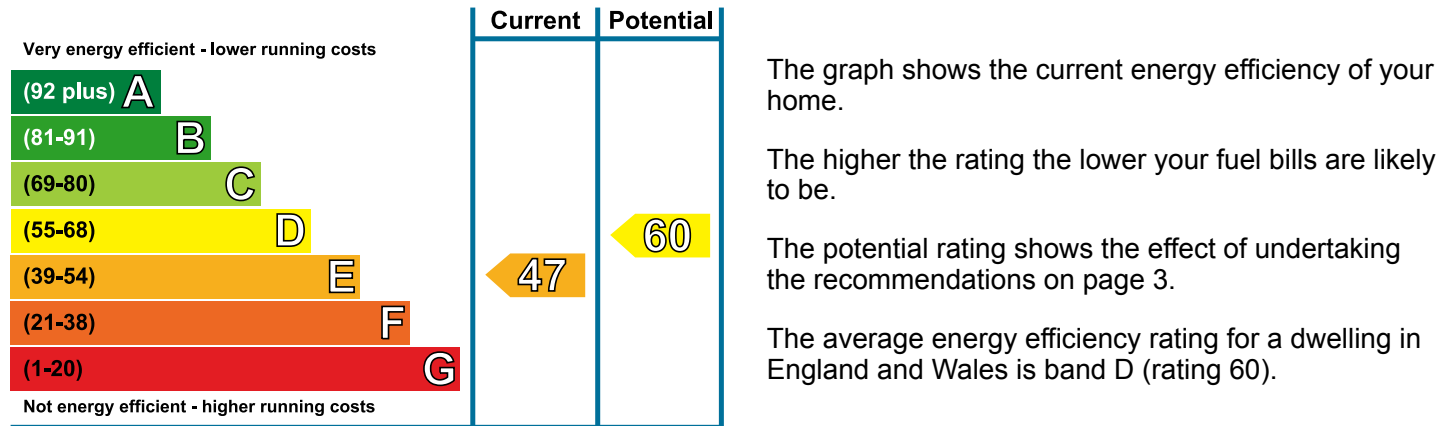 Current Potential
Very energy efficient - lower running costs
(92 plus) A
(81-91) B
(69-80) C
(55-68) D
60
(39-54) E
47
(21-38) F
(1-20) G
Not energy efficient - higher running costs
The graph shows the current energy efficiency of your
home.
The higher the rating the lower your fuel bills are likely
to be.
The potential rating shows the effect of undertaking
the recommendations on page 3.
The average energy efficiency rating for a dwelling in
England and Wales is band D (rating 60).